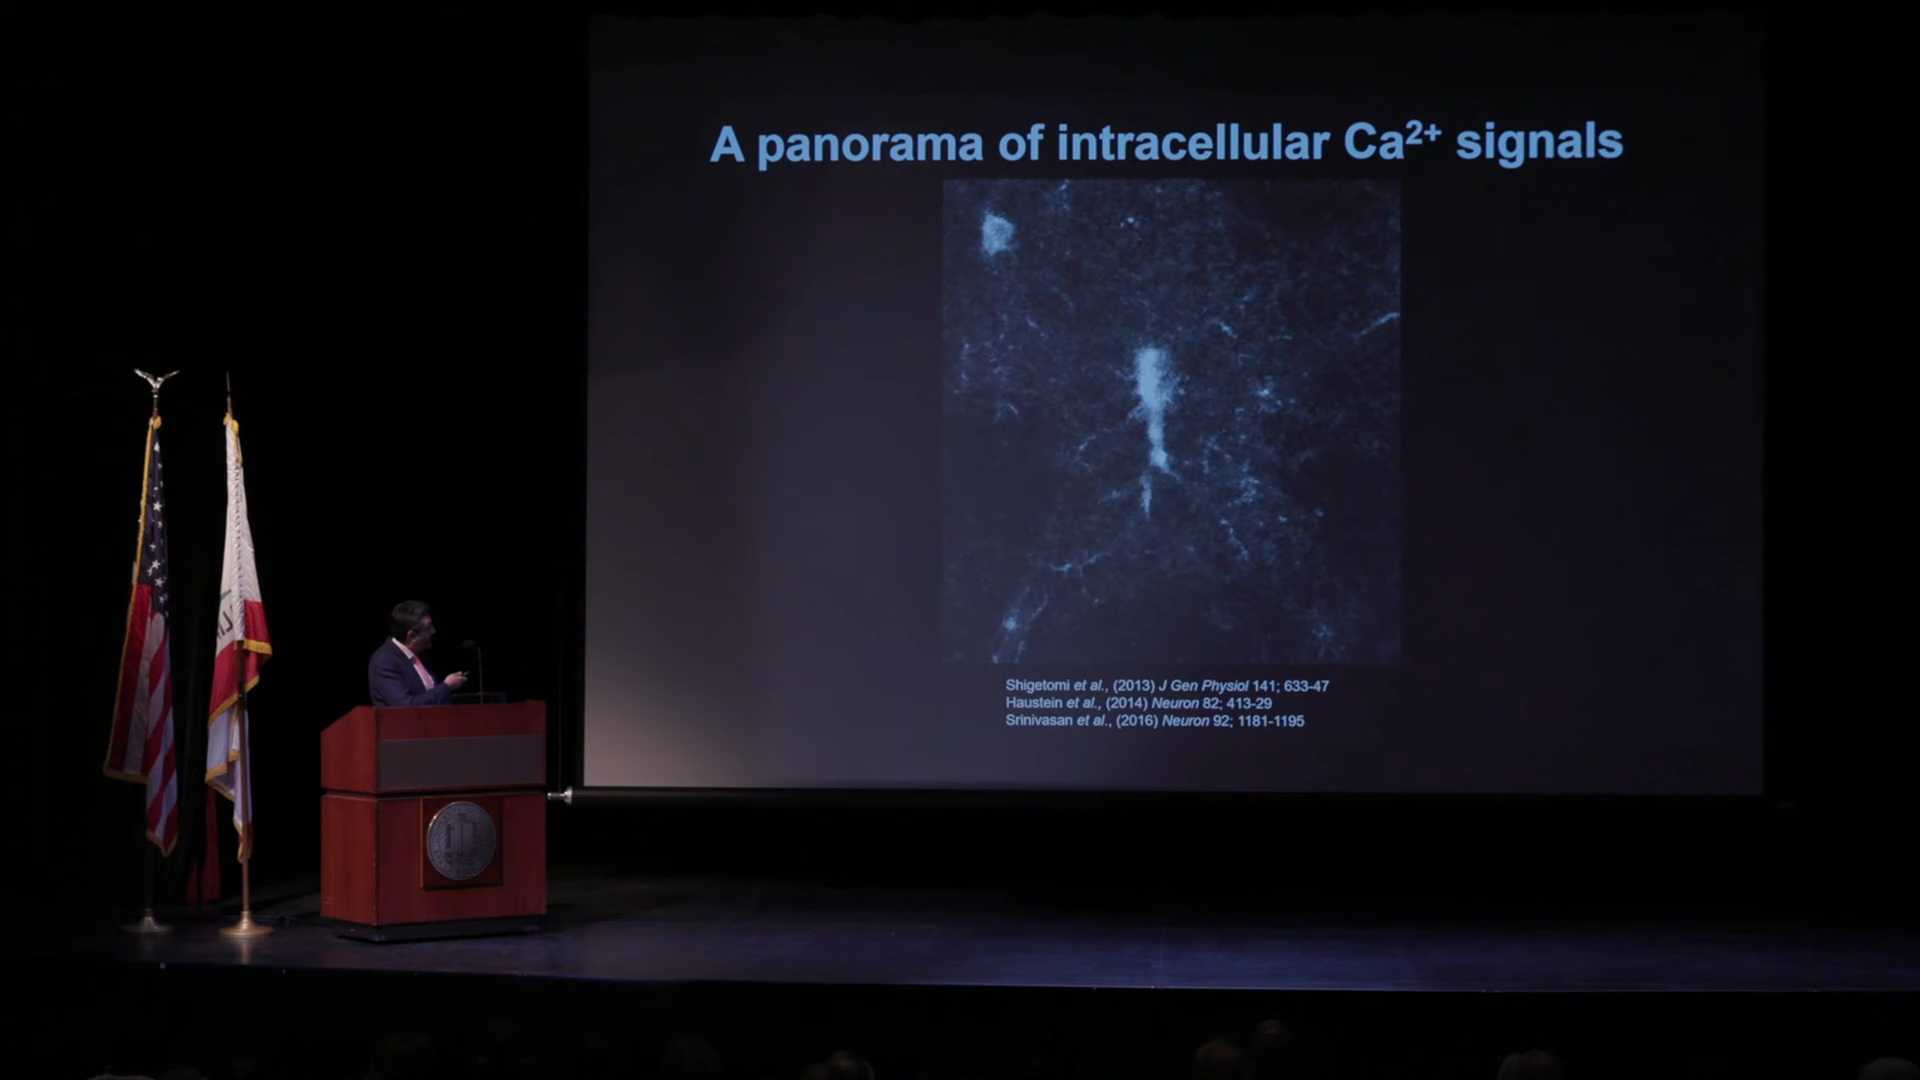 A panorama of intracellular Ca²⁺ signals
Shigetomi et al., (2013) J Gen Physiol 141; 633-47
Haustein et al., (2014) Neuron 82; 413-29
Srinivasan et al., (2016) Neuron 92; 1181-1195